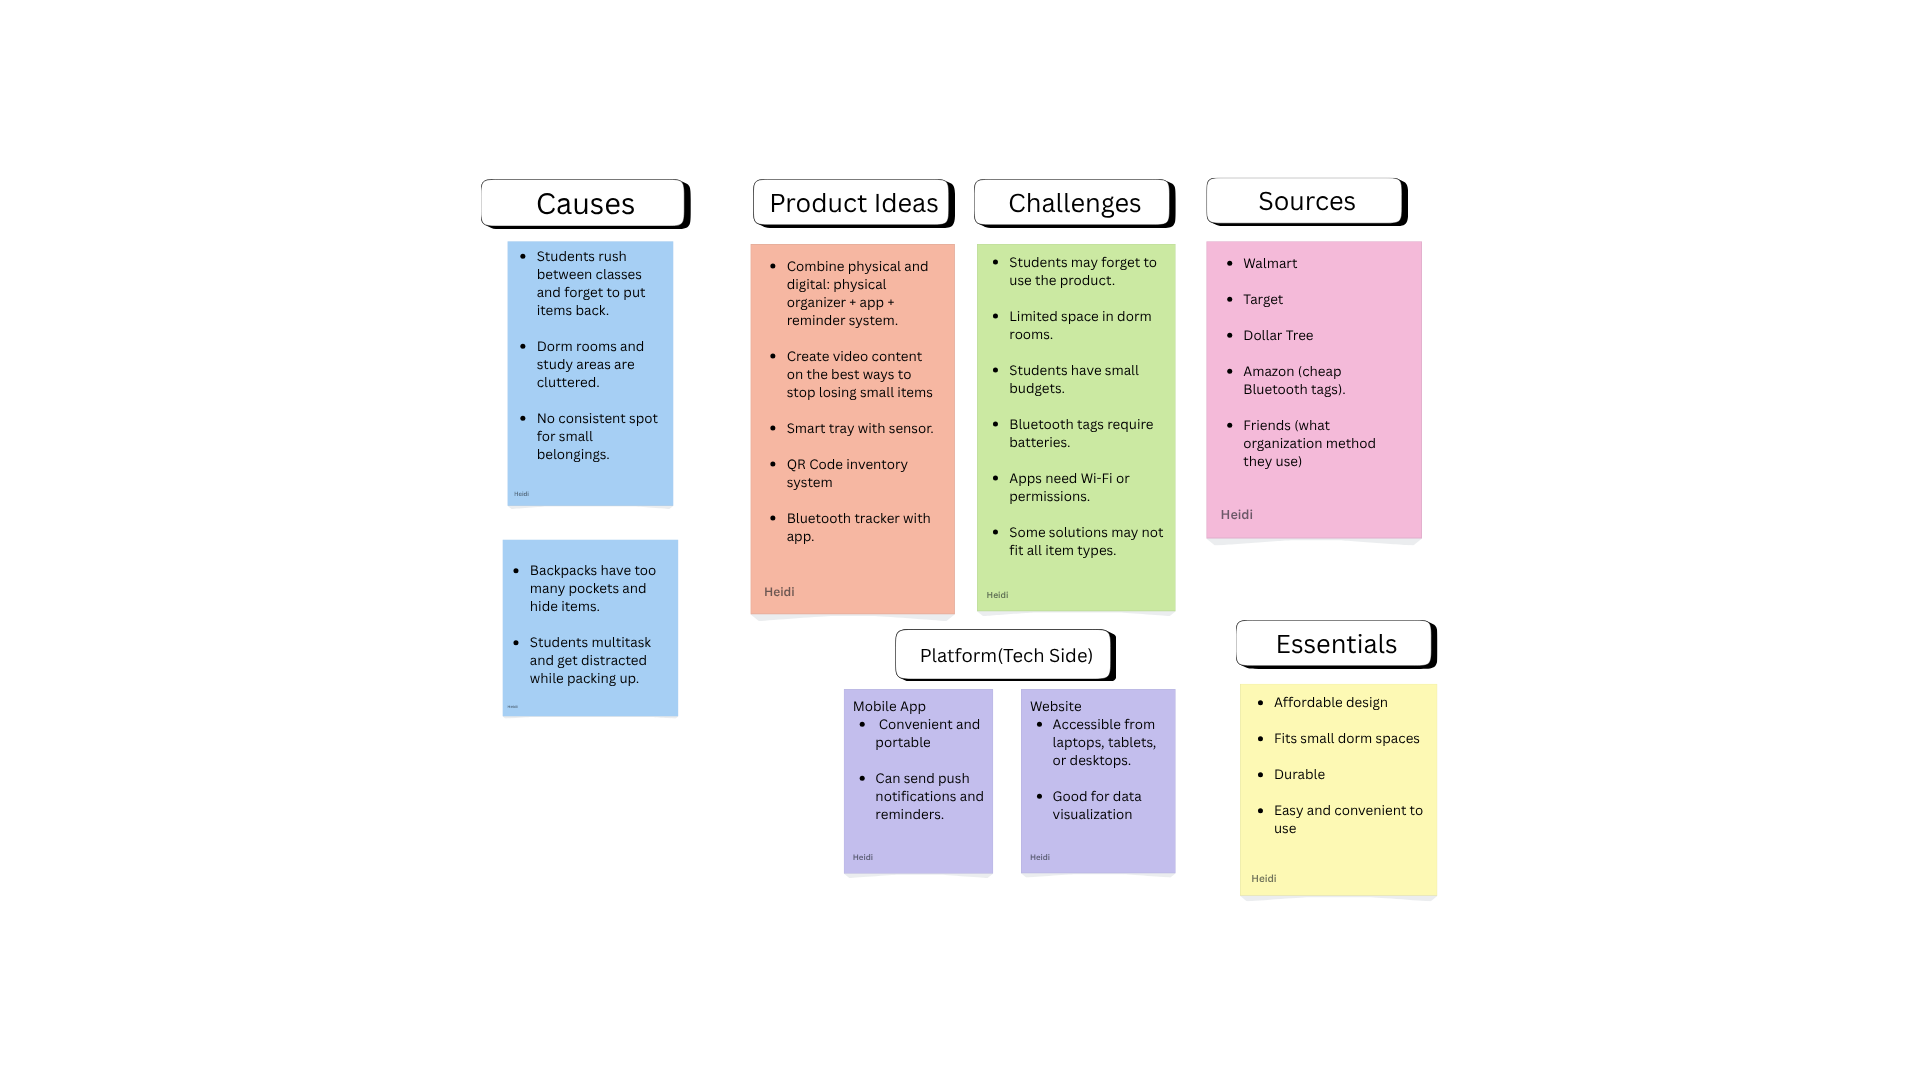 Causes
Students rush
between classes
and forget to put
items back.
Dorm rooms and
study areas are
cluttered.
No consistent spot
for small
belongings.
Heidi
Backpacks have too
many pockets and
hide items.
Students multitask
and get distracted
while packing up.
Heidi
Product Ideas
Combine physical and
digital: physical
organizer + app +
reminder system.
Create video content
on the best ways to
stop losing small items
Smart tray with sensor.
QR Code inventory
system
Bluetooth tracker with
app.
Heidi
Challenges
Students may forget to
use the product.
Limited space in dorm
rooms.
Students have small
budgets.
Bluetooth tags require
batteries.
Apps need Wi-Fi or
permissions.
Some solutions may not
fit all item types.
Heidi
Sources
Walmart
Target
Dollar Tree
Amazon (cheap
Bluetooth tags).
Friends (what
organization method
they use)
Heidi
Platform(Tech Side)
Mobile App
Convenient and
portable
Can send push
notifications and
reminders.
Heidi
Website
Accessible from
laptops, tablets,
or desktops.
Good for data
visualization
Heidi
Essentials
Affordable design
Fits small dorm spaces
Durable
Easy and convenient to
use
Heidi